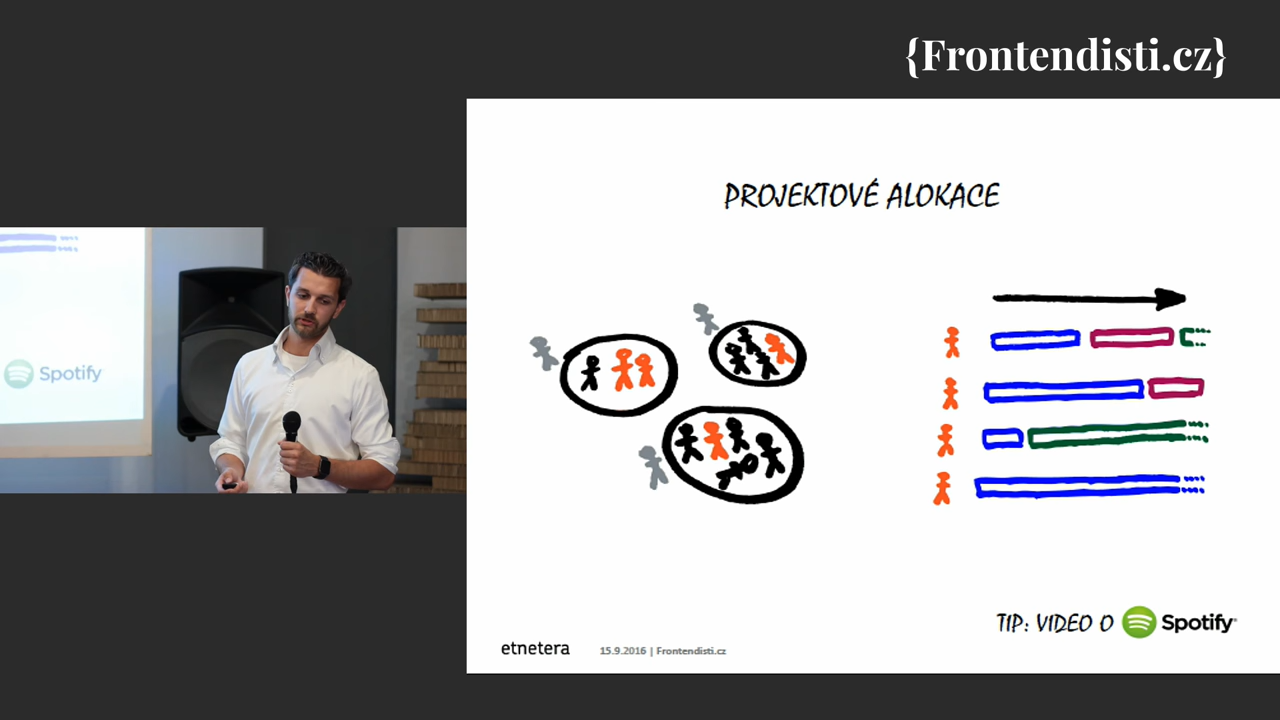 {Frontendisti.cz}
PROJEKTOVÉ ALOKACE
Spotify
TIP: VIDEO O Spotify
etnetera
15.9.2016 | Frontendisti.cz